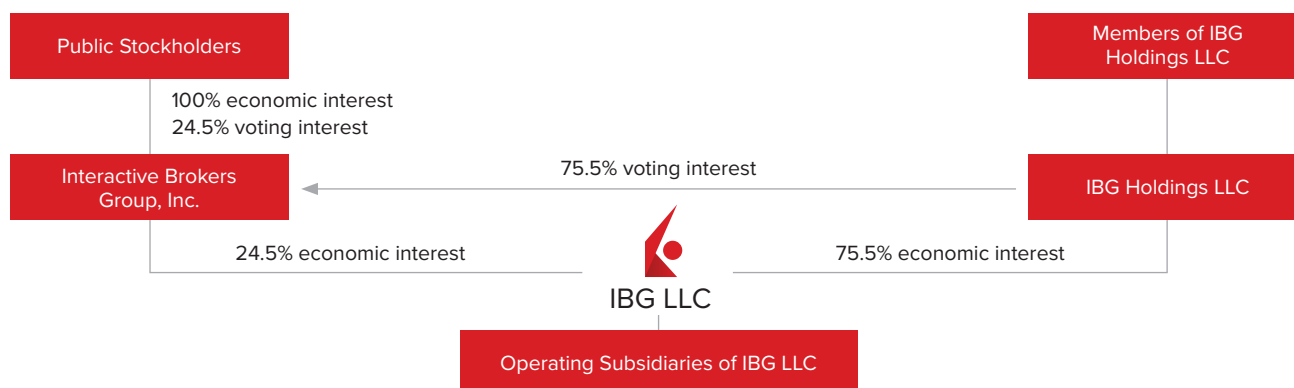 Public Stockholders
Members of IBG
Holdings LLC
100% economic interest
24.5% voting interest
Interactive Brokers
Group, Inc.
75.5% voting interest
IBG Holdings LLC
24.5% economic interest
75.5% economic interest
IBG LLC
Operating Subsidiaries of IBG LLC